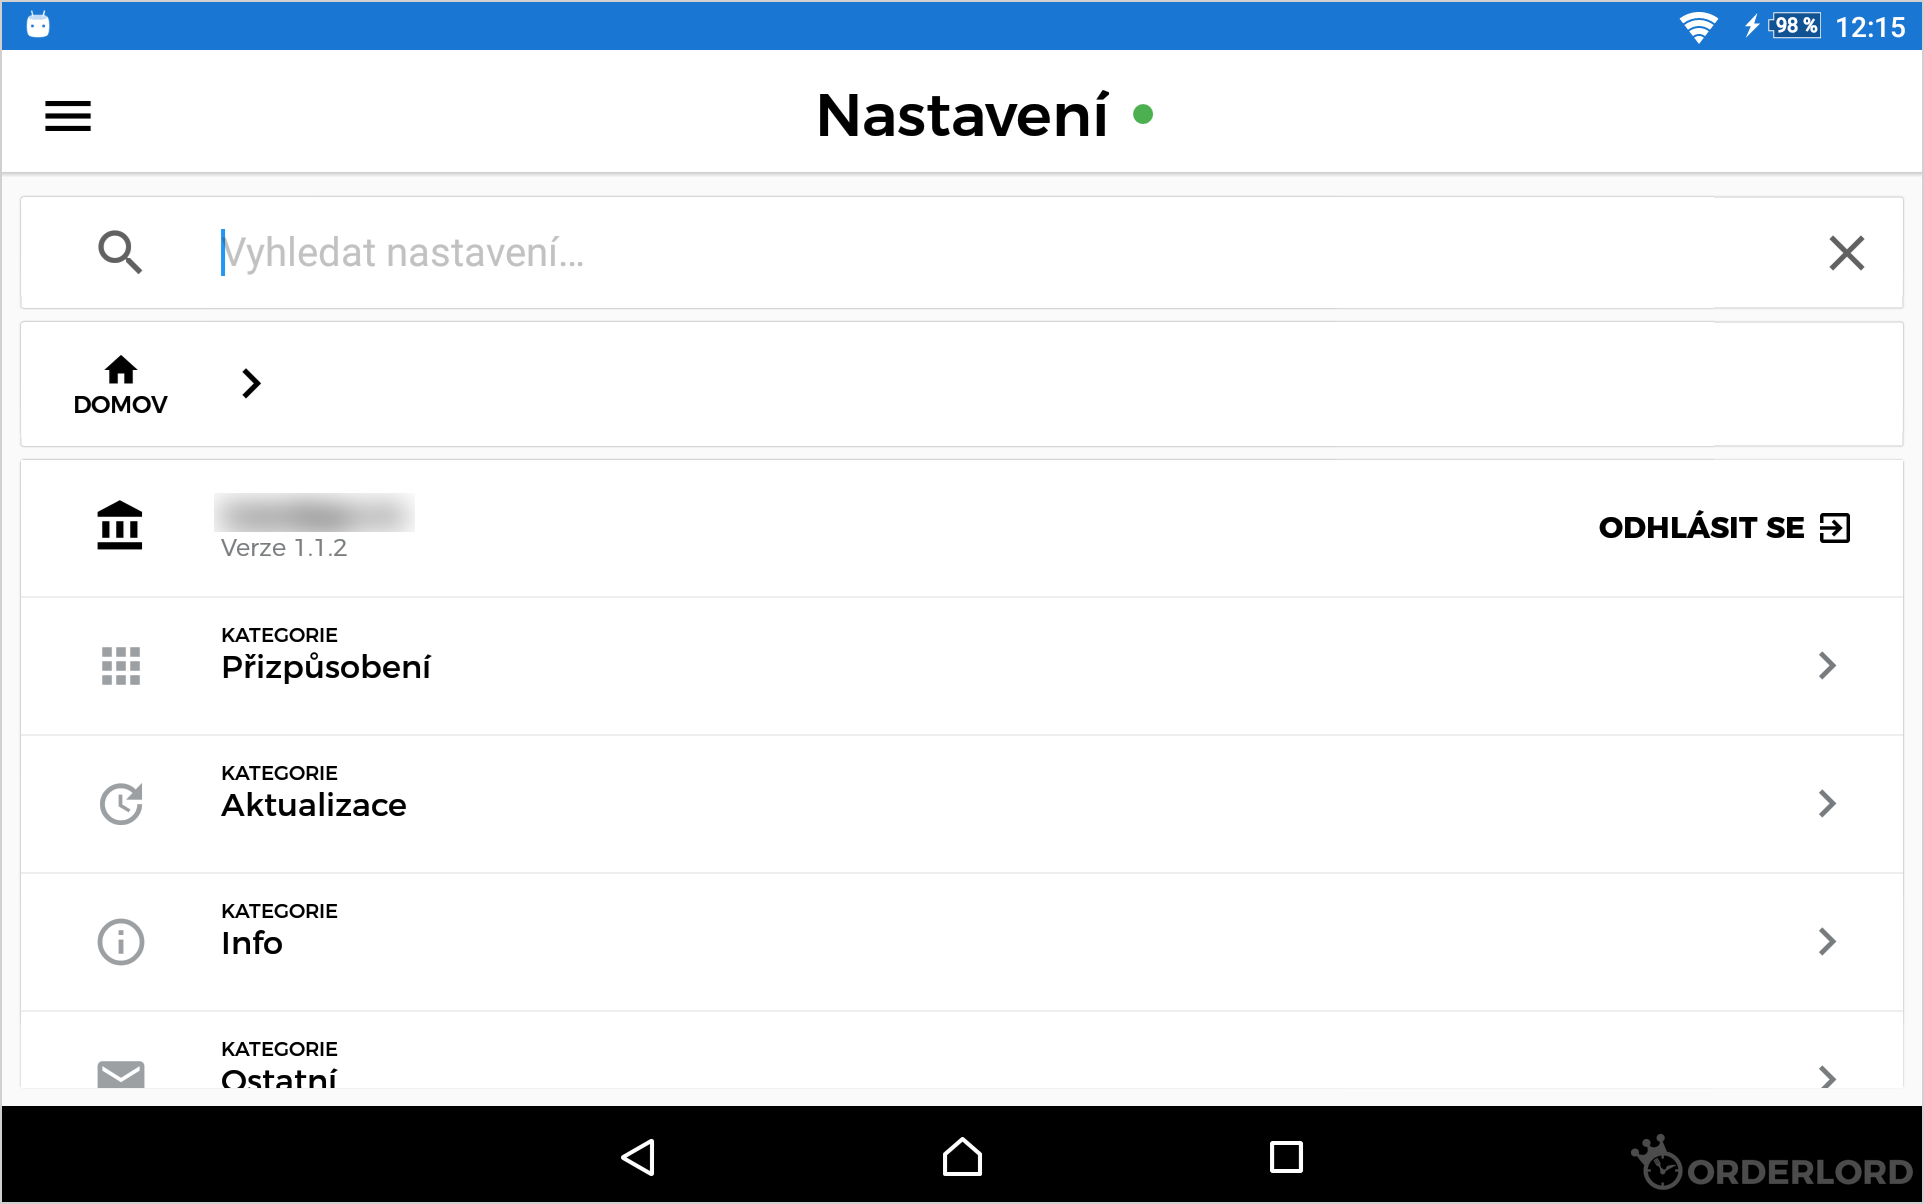 98 % 12:15
Nastavení
Vyhledat nastavení...
DOMOV
Verze 1.1.2
ODHLÁSIT SE
KATEGORIE
Přizpůsobení
KATEGORIE
Aktualizace
KATEGORIE
Info
KATEGORIE
Ostatní
ORDERLORD